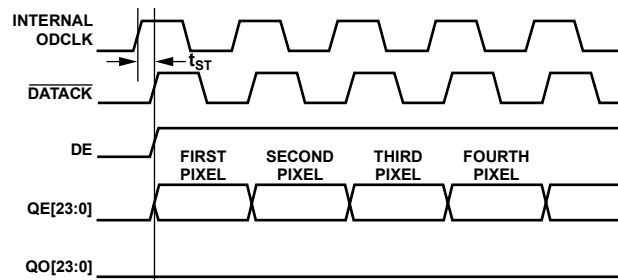 INTERNAL
ODCLK
tST
DATACK
DE
FIRST
PIXEL
SECOND
PIXEL
THIRD
PIXEL
FOURTH
PIXEL
QE[23:0]
QO[23:0]